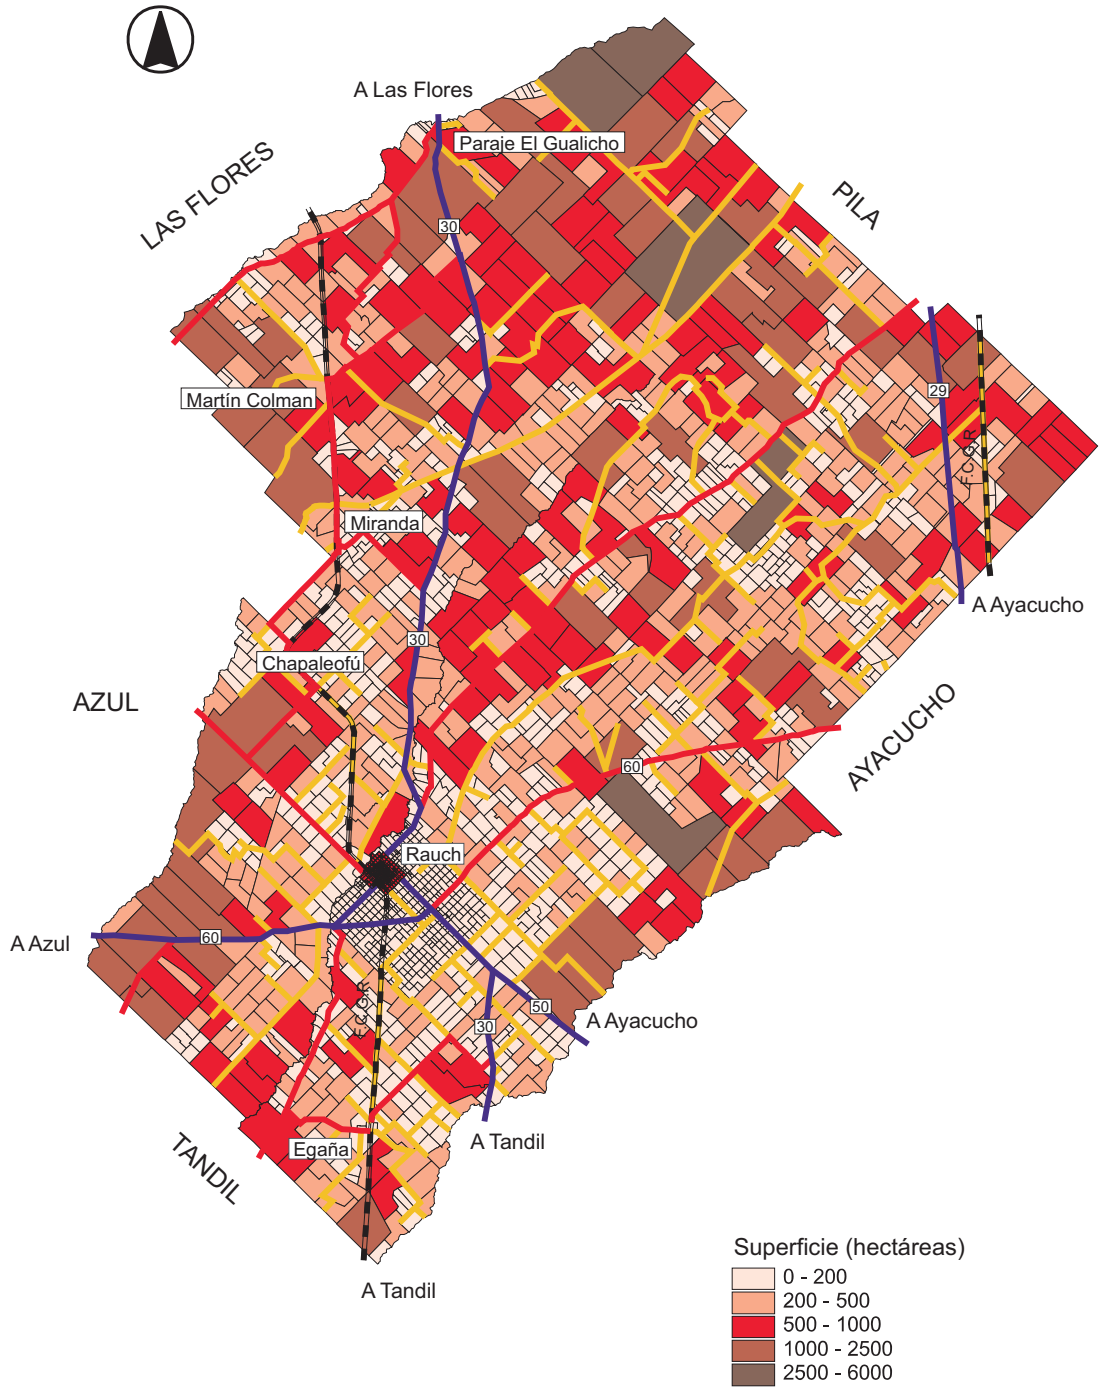 A Las Flores
Paraje El Gualicho
LAS FLORES
PILA
30
Martín Colman
29
F.C.G.R
Miranda
A Ayacucho
30
Chapaleofú
AZUL
AYACUCHO
60
Rauch
A Azul
60
F.C.G.R
50
A Ayacucho
30
Egaña
A Tandil
TANDIL
A Tandil
Superficie (hectáreas)
0 - 200
200 - 500
500 - 1000
1000 - 2500
2500 - 6000